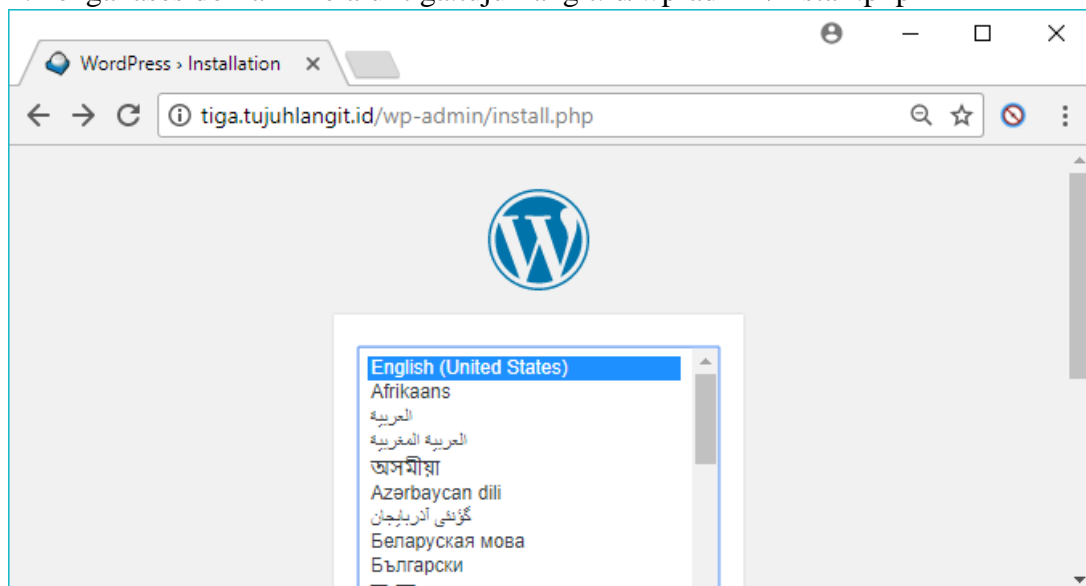 WordPress › Installation
tiga.tujuhlangit.id/wp-admin/install.php
English (United States)
Afrikaans
العربية
العربية المغربية
অসমীয়া
Azərbaycan dili
گؤنئی آذربایجان
Беларуская мова
Български